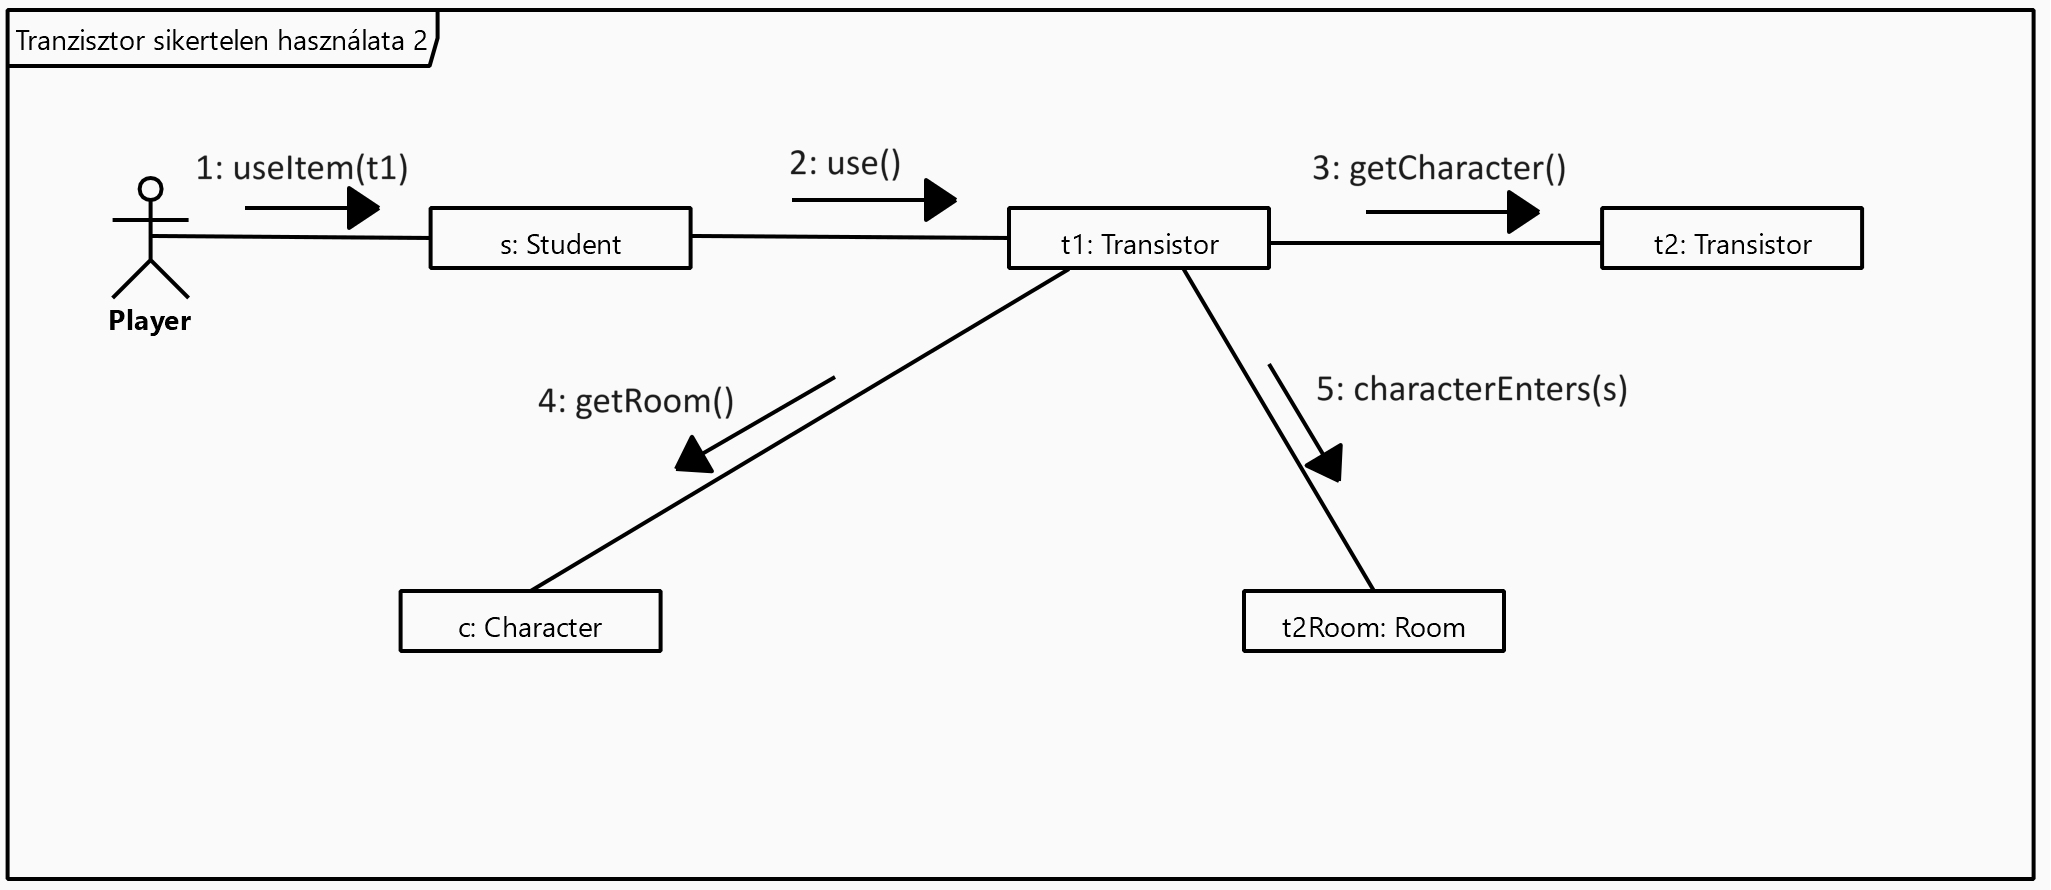 Tranzisztor sikertelen használata 2
1: useItem(t1)
2: use()
3: getCharacter()
s: Student
t1: Transistor
t2: Transistor
Player
4: getRoom()
5: characterEnters(s)
c: Character
t2Room: Room